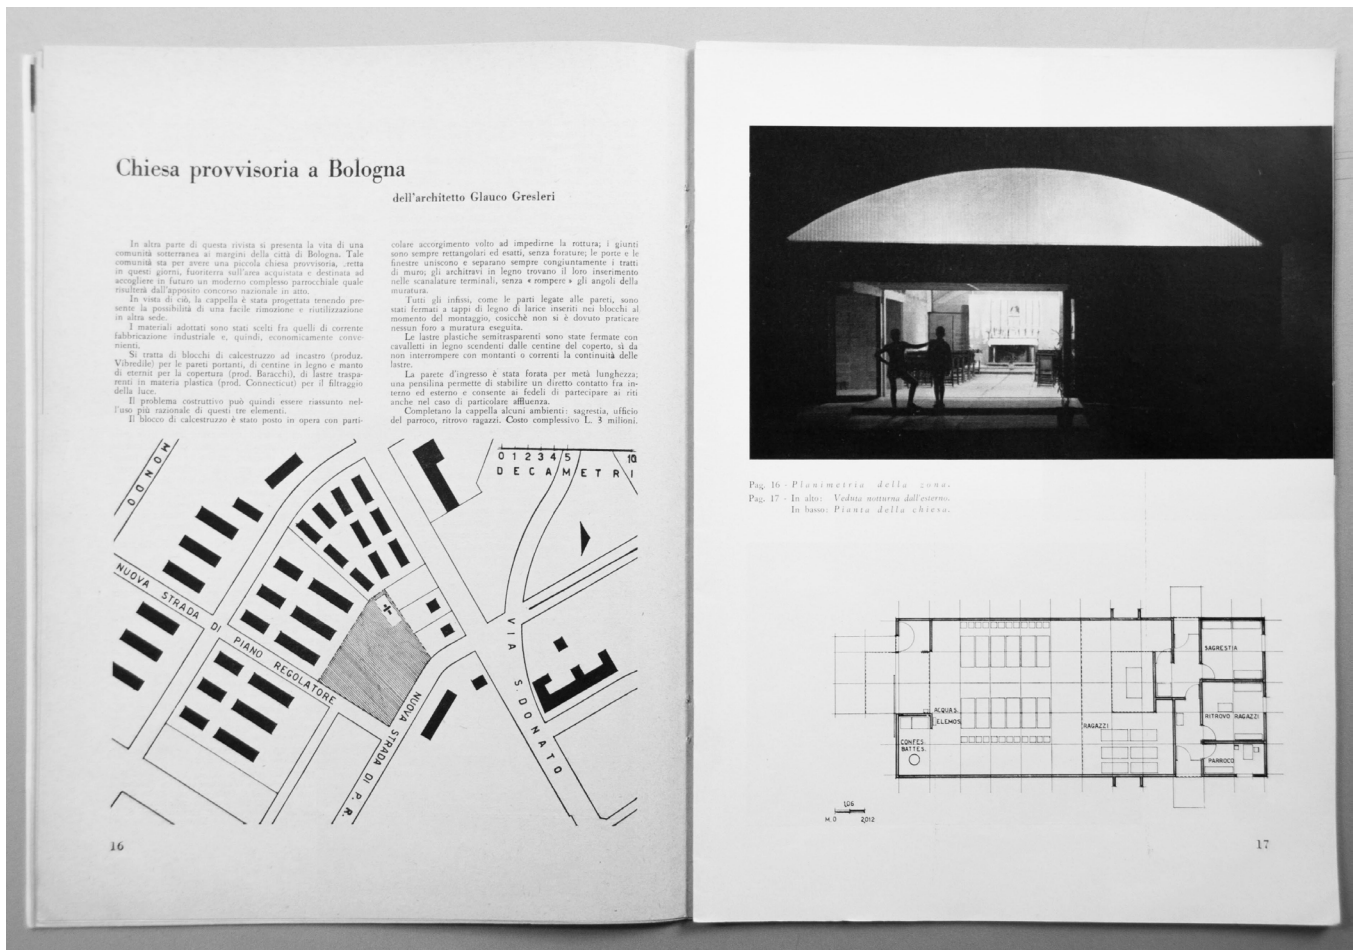 Chiesa provvisoria a Bologna
dell'architetto Glauco Gresleri
In altra parte di questa rivista si presenta la vita di una
comunità sotterranea ai margini della città di Bologna. Tale
comunità sta per avere una piccola chiesa provvisoria, eretta
in questi giorni, fuoriterra sull'area acquistata e destinata ad
accogliere in futuro un moderno complesso parrocchiale quale
risulterà dall'apposito concorso nazionale in atto.
In vista di ciò, la cappella è stata progettata tenendo pre-
sente la possibilità di una facile rimozione e riutilizzazione
in altra sede.
I materiali adottati sono stati scelti fra quelli di corrente
fabbricazione industriale e, quindi, economicamente conve-
nienti.
Si tratta di blocchi di calcestruzzo ad incastro (produz.
Vibredile) per le pareti portanti, di centine in legno e manto
di eternit per la copertura (prod. Baracchi), di lastre traspa-
renti in materia plastica (prod. Connecticut) per il filtraggio
della luce.
Il problema costruttivo può quindi essere riassunto nel-
l'uso più razionale di questi tre elementi.
Il blocco di calcestruzzo è stato posto in opera con parti-
colare accorgimento volto ad impedirne la rottura; i giunti
sono sempre rettangolari ed esatti, senza forature; le porte e le
finestre uniscono e separano sempre congiuntamente i tratti
di muro; gli architravi in legno trovano il loro inserimento
nelle scanalature terminali, senza « rompere » gli angoli della
muratura.
Tutti gli infissi, come le parti legate alle pareti, sono
stati fermati a tappi di legno di larice inseriti nei blocchi al
momento del montaggio, cosicchè non si è dovuto praticare
nessun foro a muratura eseguita.
Le lastre plastiche semitrasparenti sono state fermate con
cavalletti in legno scendenti dalle centine del coperto, sì da
non interrompere con montanti o correnti la continuità delle
lastre.
La parete d'ingresso è stata forata per metà lunghezza;
una pensilina permette di stabilire un diretto contatto fra in-
terno ed esterno e consente ai fedeli di partecipare ai riti
anche nel caso di particolare affluenza.
Completano la cappella alcuni ambienti: sagrestia, ufficio
del parroco, ritrovo ragazzi. Costo complessivo L. 3 milioni.
MONDO
0 1 2 3 4 5 10
DECAMETRI
NUOVA STRADA DI PIANO REGOLATORE
VIA S. DONATO
NUOVA STRADA DI P. R.
16
Pag. 16 - Planimetria della zona.
Pag. 17 - In alto: Veduta notturna dall'esterno.
In basso: Pianta della chiesa.
SAGRESTIA
ACQUAS.
ELEMOS.
RITROVO RAGAZZI
RAGAZZI
CONFES.
BATTES.
PARROCO
1,06
M. 0 2,012
17